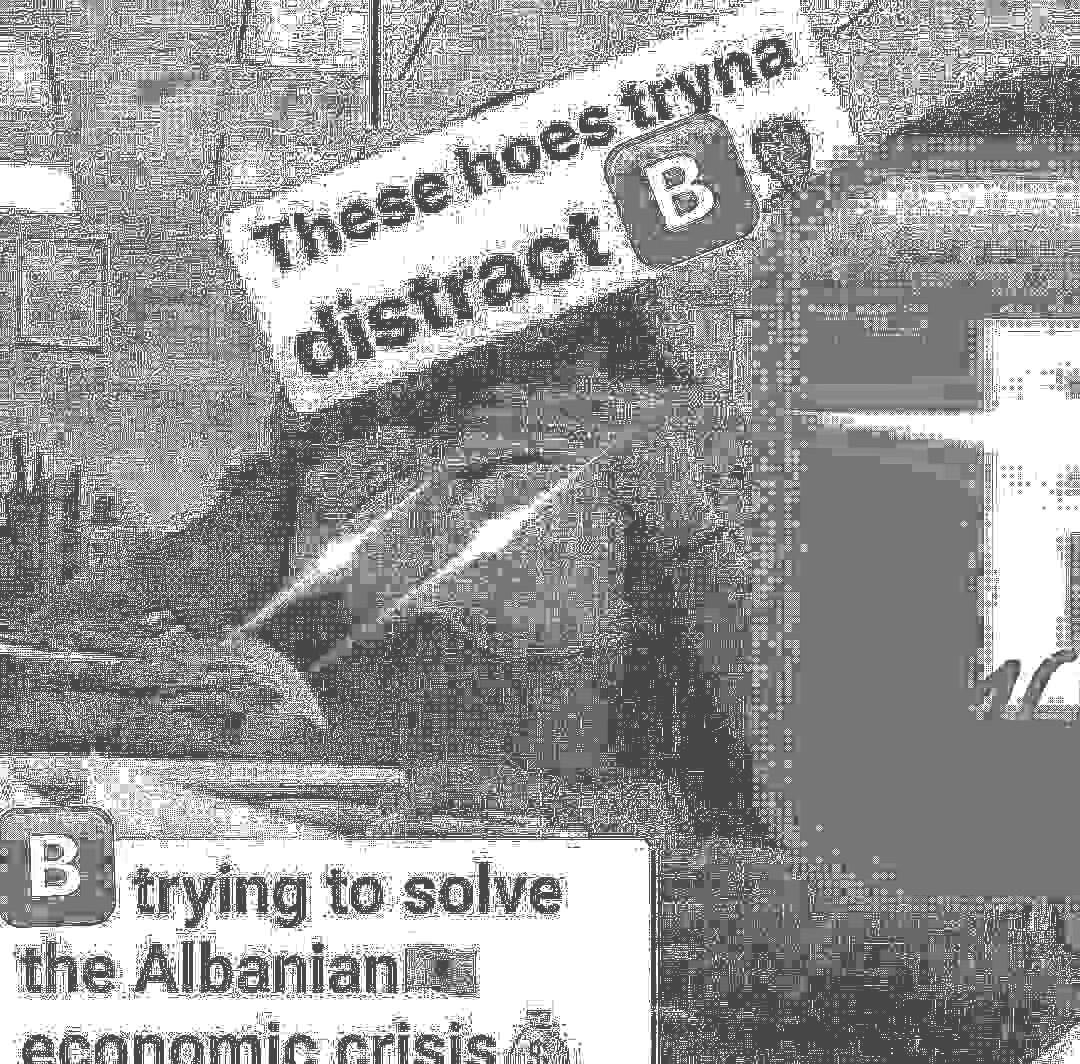 These hoes tryna
distract 🅱️
🅱️ trying to solve
the Albanian 🇦🇱
economic crisis